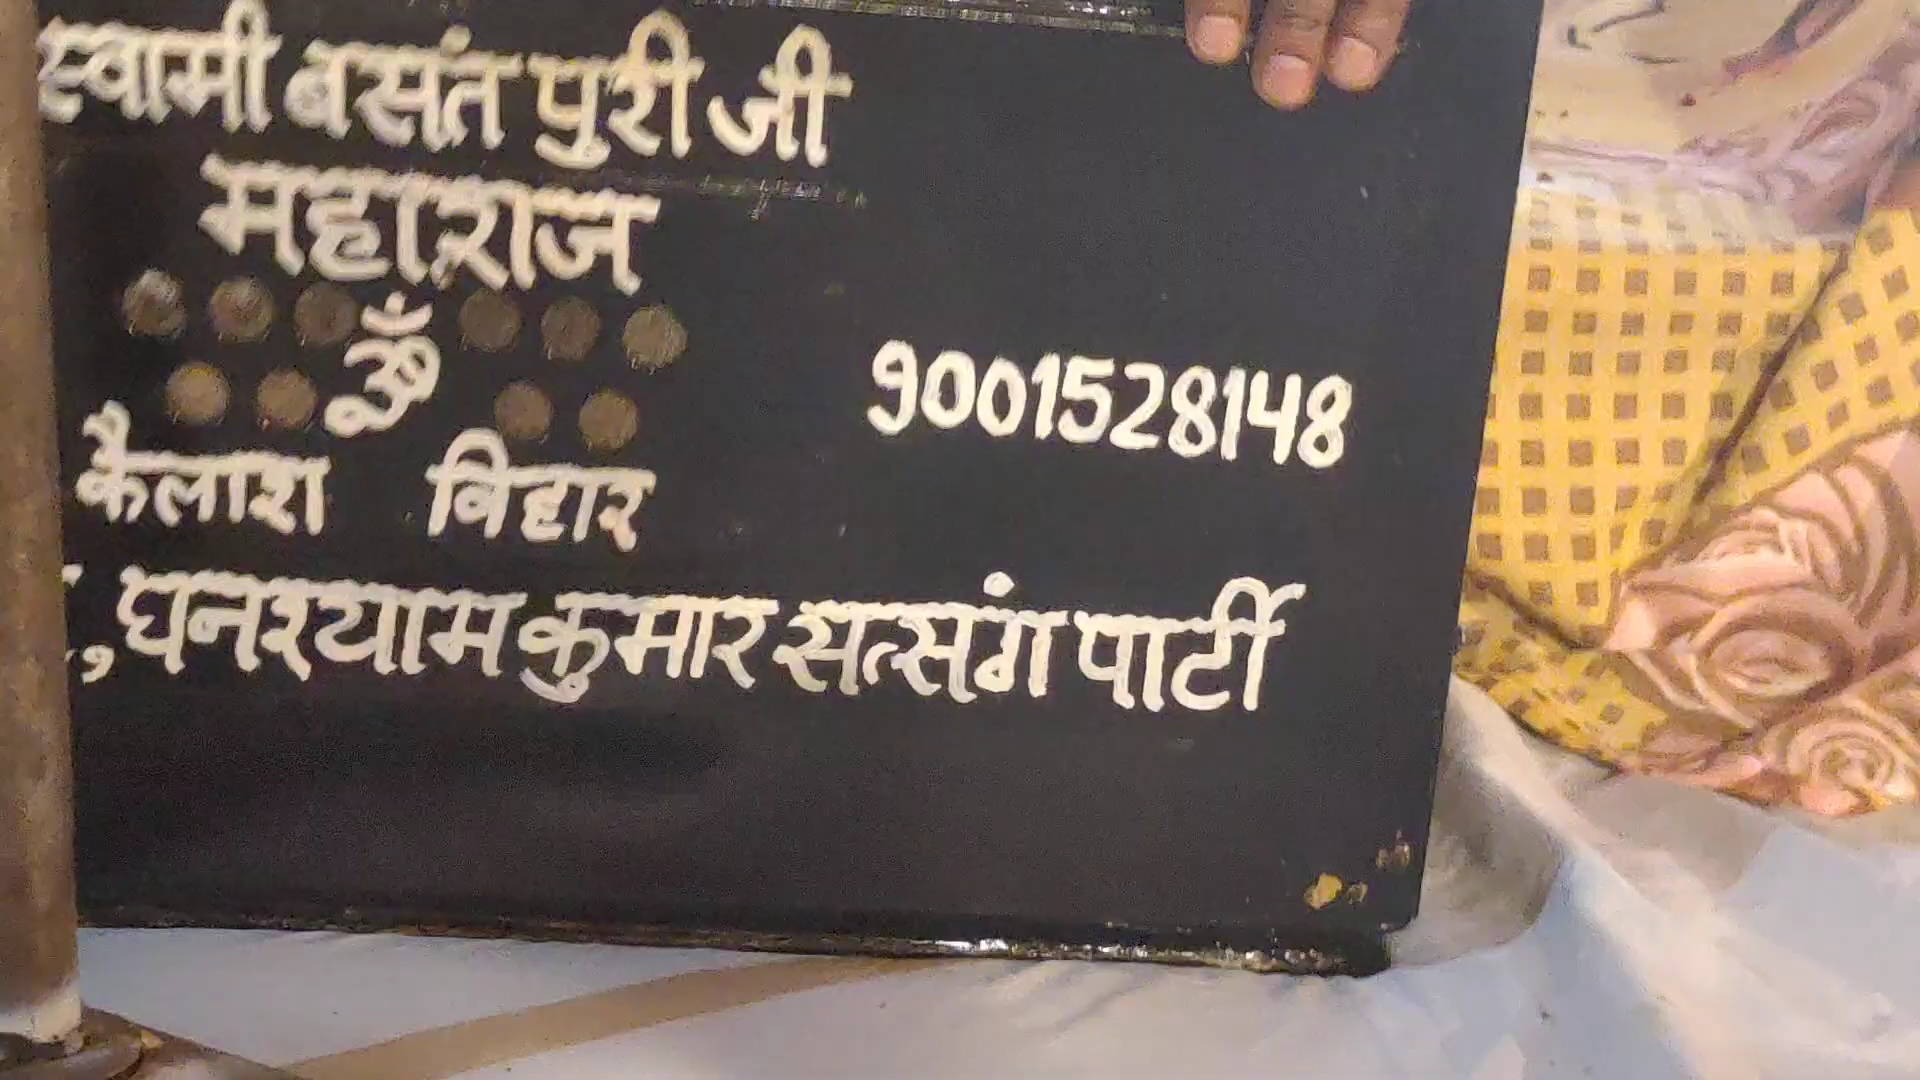 स्वामी बसंत पुरी जी
महाराज
ॐ
9001528148
कैलाश विहार
, घनश्याम कुमार सत्संग पार्टी